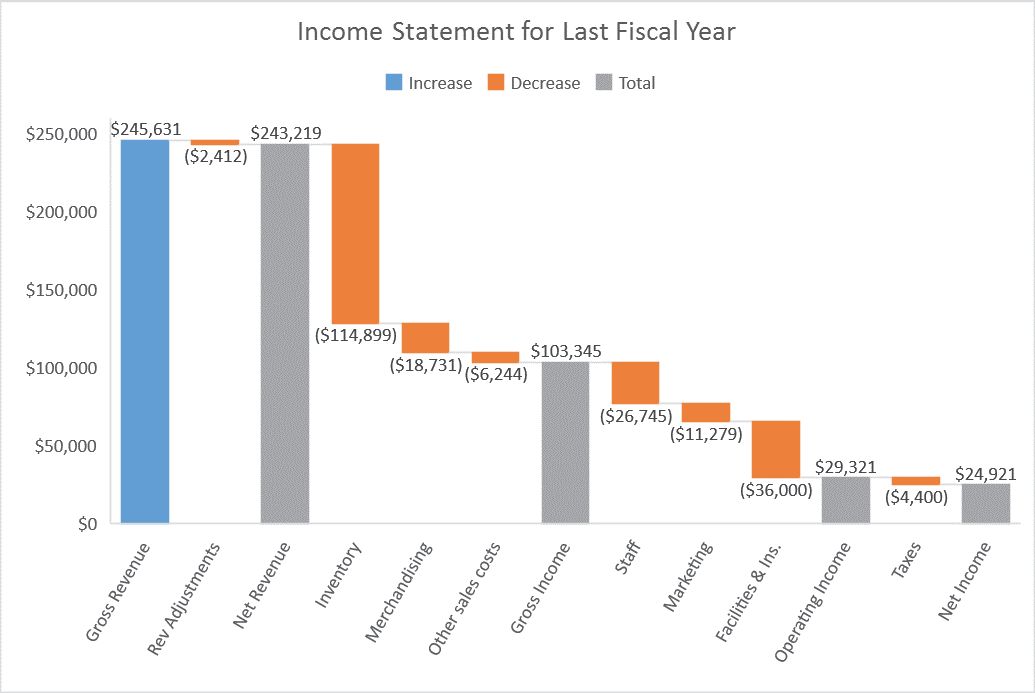 Income Statement for Last Fiscal Year
Increase Decrease Total
$250,000
$200,000
$150,000
$100,000
$50,000
$0
$245,631
($2,412)
$243,219
($114,899)
($18,731)
($6,244)
$103,345
($26,745)
($11,279)
($36,000)
$29,321
($4,400)
$24,921
Gross Revenue
Rev Adjustments
Net Revenue
Inventory
Merchandising
Other sales costs
Gross Income
Staff
Marketing
Facilities & Ins.
Operating Income
Taxes
Net Income